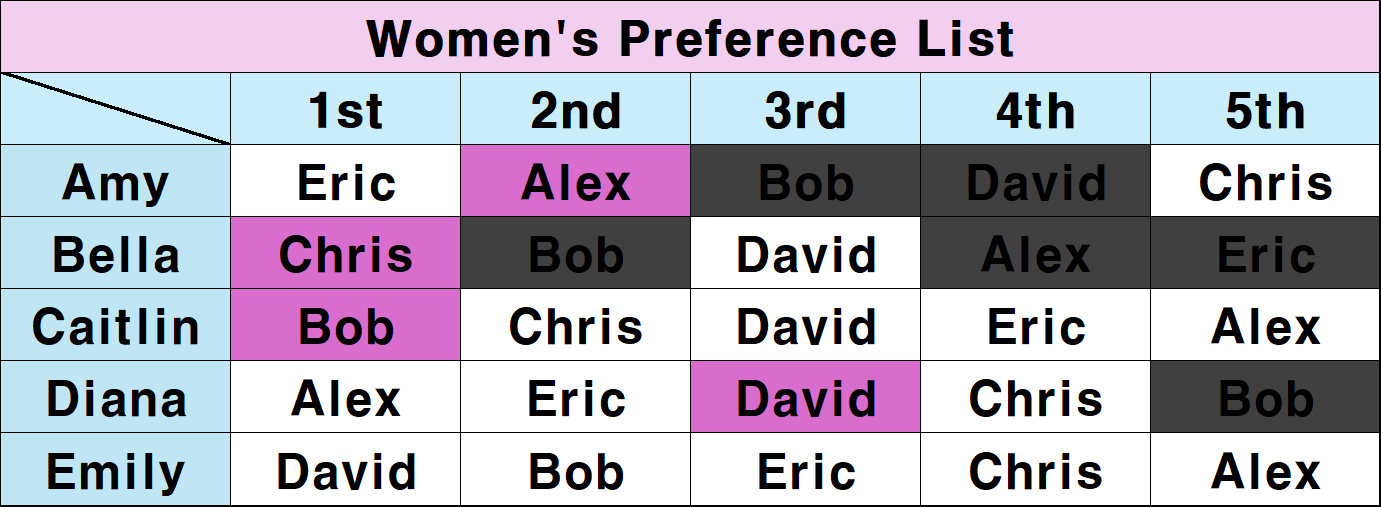 Women's Preference List
1st 2nd 3rd 4th 5th
Amy Eric Alex Bob David Chris
Bella Chris Bob David Alex Eric
Caitlin Bob Chris David Eric Alex
Diana Alex Eric David Chris Bob
Emily David Bob Eric Chris Alex